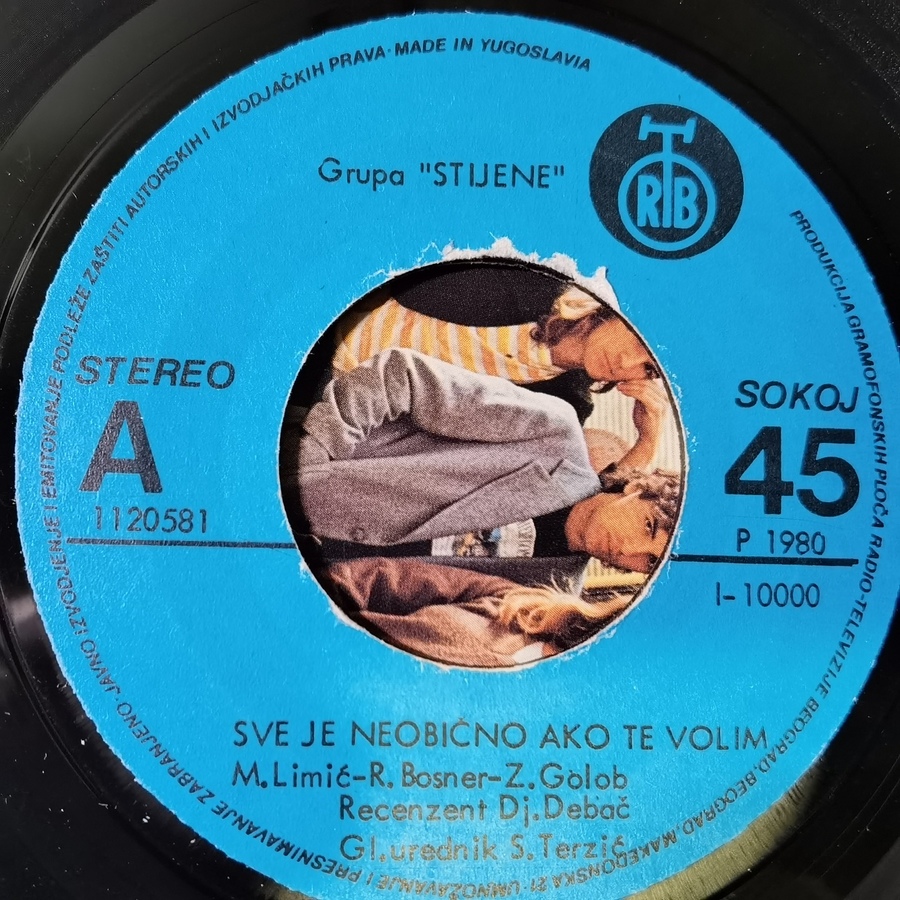 JAVNO IZVODJENJE I EMITOVANJE PODLEŽE ZAŠTITI AUTORSKIH I IZVODJAČKIH PRAVA · MADE IN YUGOSLAVIA
Grupa "STIJENE"
RTB
STEREO
A
1120581
SOKOJ
45
P 1980
I-10000
SVE JE NEOBIČNO AKO TE VOLIM
M.Limić-R.Bosner-Z.Golob
Recenzent Dj.Debač
Gl.urednik S.Terzić
PRODUKCIJA GRAMOFONSKIH PLOČA RADIO-TELEVIZIJE BEOGRAD, BEOGRAD, MAKEDONSKA 21 · UMNOŽAVANJE I PRESNIMAVANJE ZABRANJENO ·